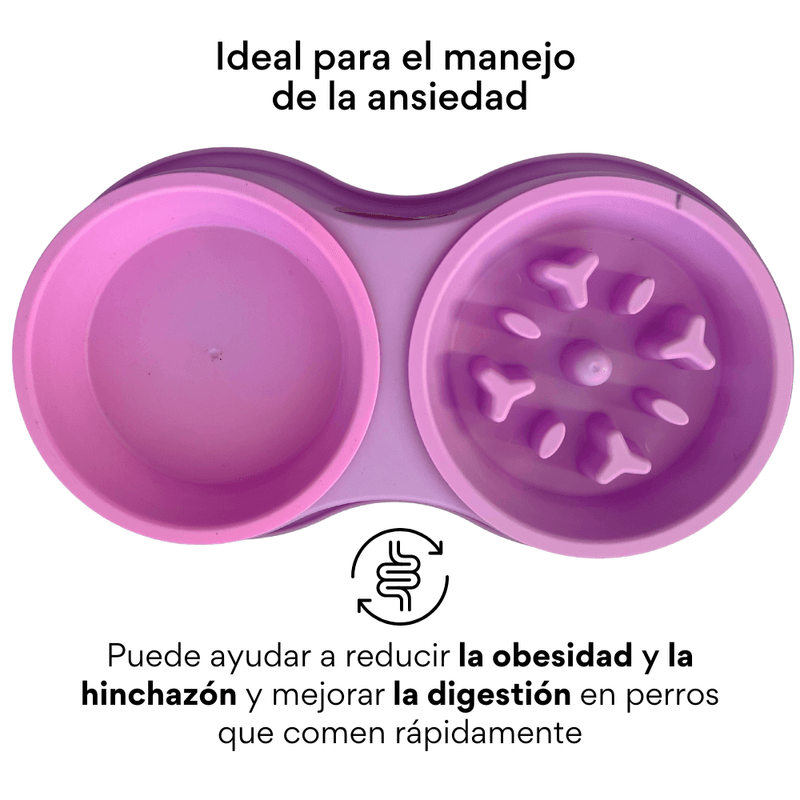 Ideal para el manejo
de la ansiedad
Puede ayudar a reducir la obesidad y la
hinchazón y mejorar la digestión en perros
que comen rápidamente